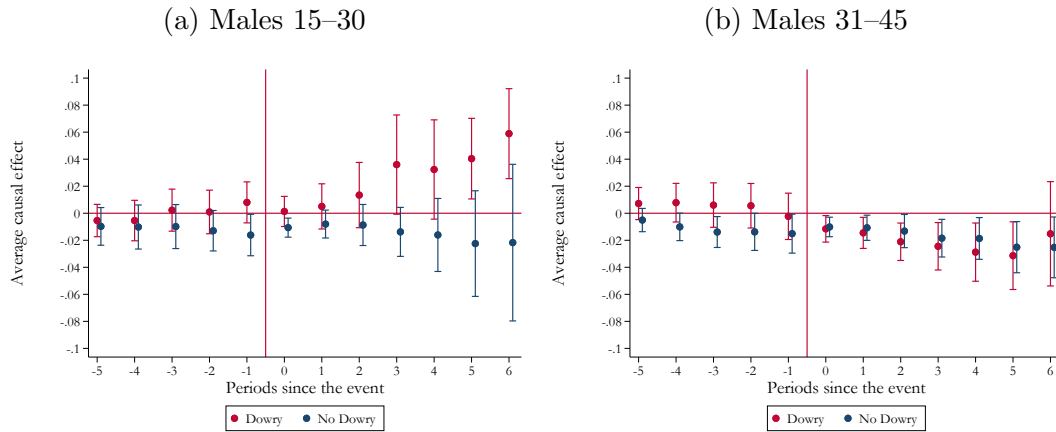 (a) Males 15–30
Average causal effect
.1
.08
.06
.04
.02
0
-.02
-.04
-.06
-.08
-.1
-5 -4 -3 -2 -1 0 1 2 3 4 5 6
Periods since the event
Dowry No Dowry
(b) Males 31–45
Average causal effect
.1
.08
.06
.04
.02
0
-.02
-.04
-.06
-.08
-.1
-5 -4 -3 -2 -1 0 1 2 3 4 5 6
Periods since the event
Dowry No Dowry